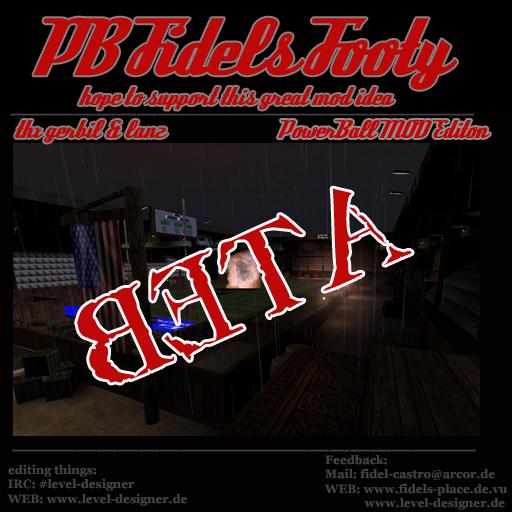 PB Fidels Footy
hope to support this great mod idea
thx gerbil & lanz
PowerBall MOD Editon
BETA
editing things:
IRC: #level-designer
WEB: www.level-designer.de
Feedback:
Mail: fidel-castro@arcor.de
WEB: www.fidels-place.de.vu
www.level-designer.de